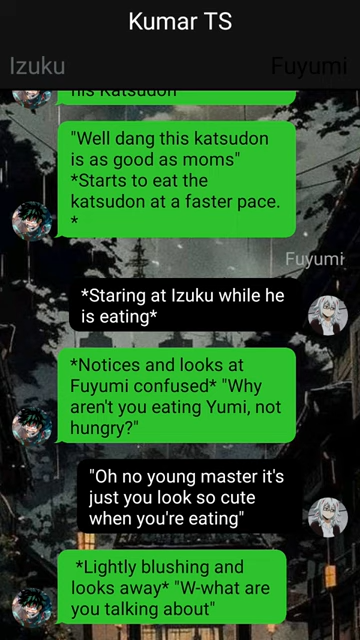 Kumar TS
Izuku
Fuyumi
his Katsudon
"Well dang this katsudon
is as good as moms"
*Starts to eat the
katsudon at a faster pace.
*
Fuyumi
*Staring at Izuku while he
is eating*
*Notices and looks at
Fuyumi confused* "Why
aren't you eating Yumi, not
hungry?"
"Oh no young master it's
just you look so cute
when you're eating"
*Lightly blushing and
looks away* "W-what are
you talking about"